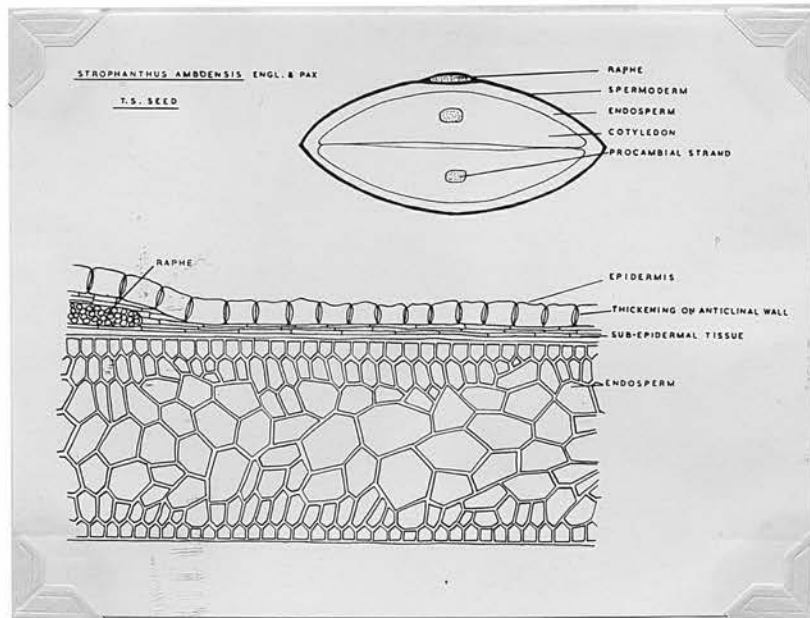 STROPHANTHUS AMBOENSIS ENGL. & PAX
T.S. SEED
RAPHE
SPERMODERM
ENDOSPERM
COTYLEDON
PROCAMBIAL STRAND
RAPHE
EPIDERMIS
THICKENING ON ANTICLINAL WALL
SUB-EPIDERMAL TISSUE
ENDOSPERM